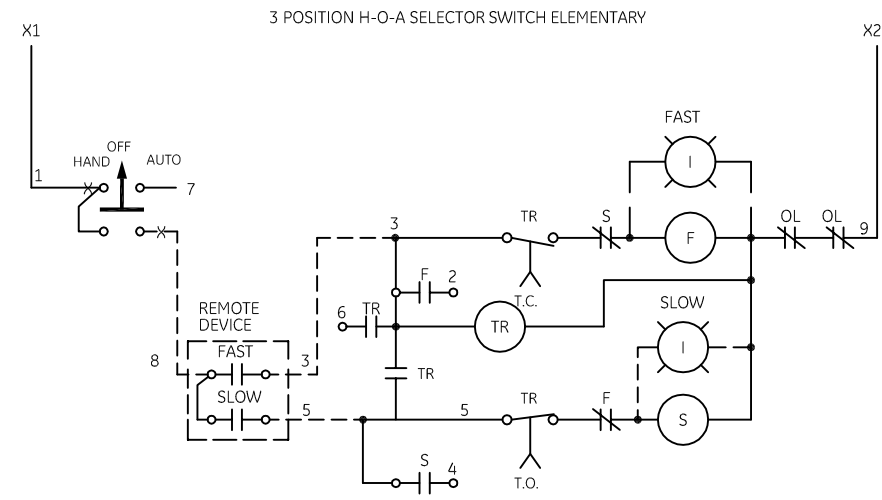 3 POSITION H-O-A SELECTOR SWITCH ELEMENTARY
X1
X2
FAST
OFF
HAND
AUTO
I
1
X
7
3
TR
S
OL
OL
9
X
F
F
2
T.C.
6
TR
TR
SLOW
REMOTE
DEVICE
FAST
I
8
3
TR
SLOW
5
5
TR
F
S
S
4
T.O.